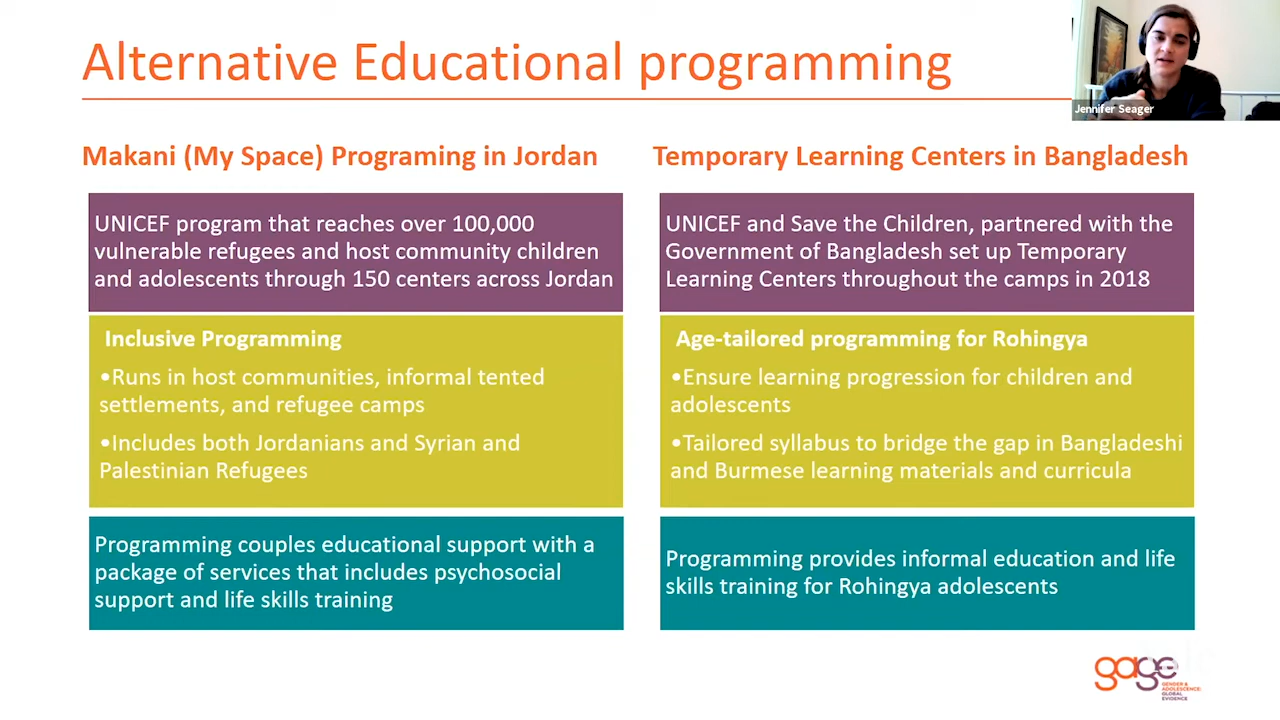 Alternative Educational programming
Jennifer Seager
Makani (My Space) Programing in Jordan
UNICEF program that reaches over 100,000
vulnerable refugees and host community children
and adolescents through 150 centers across Jordan
Inclusive Programming
•Runs in host communities, informal tented
settlements, and refugee camps
•Includes both Jordanians and Syrian and
Palestinian Refugees
Programming couples educational support with a
package of services that includes psychosocial
support and life skills training
Temporary Learning Centers in Bangladesh
UNICEF and Save the Children, partnered with the
Government of Bangladesh set up Temporary
Learning Centers throughout the camps in 2018
Age-tailored programming for Rohingya
•Ensure learning progression for children and
adolescents
•Tailored syllabus to bridge the gap in Bangladeshi
and Burmese learning materials and curricula
Programming provides informal education and life
skills training for Rohingya adolescents
gage
GENDER &
ADOLESCENCE:
GLOBAL
EVIDENCE